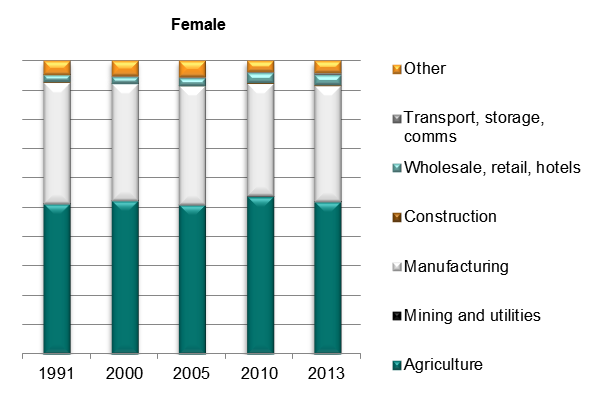 Female
Other
Transport, storage,
comms
Wholesale, retail, hotels
Construction
Manufacturing
Mining and utilities
Agriculture
1991 2000 2005 2010 2013